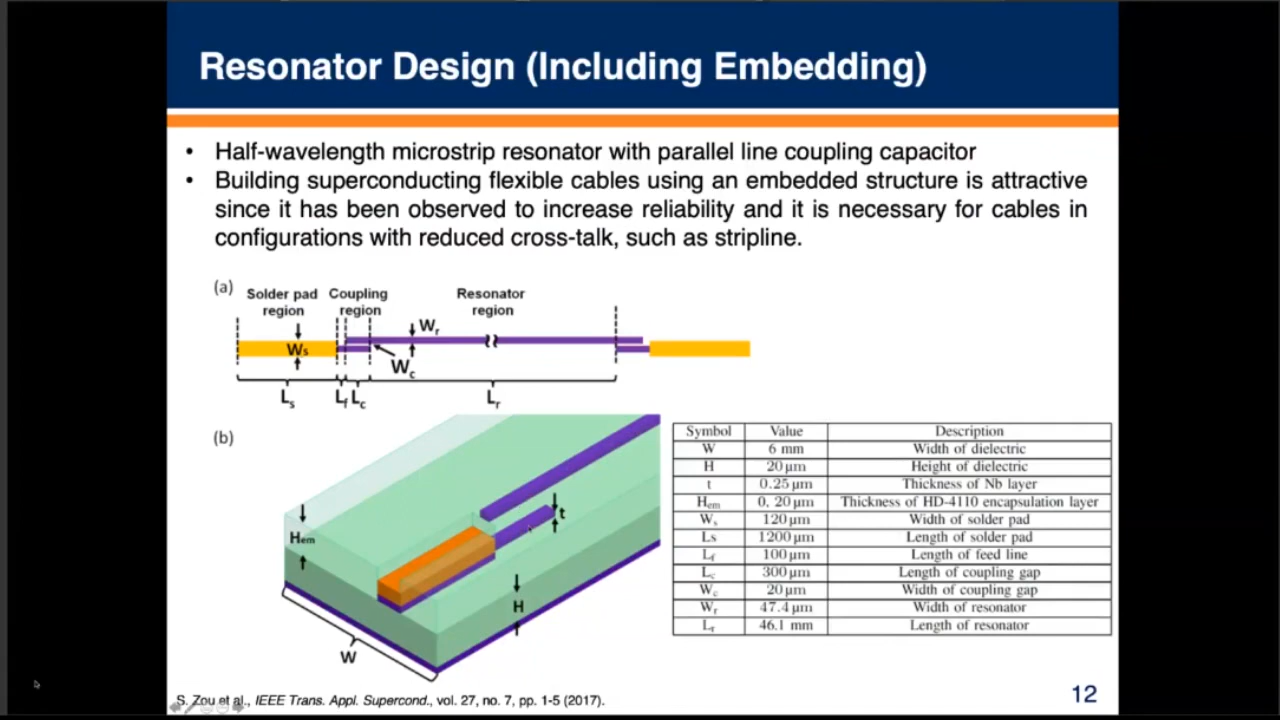 Resonator Design (Including Embedding)
• Half-wavelength microstrip resonator with parallel line coupling capacitor
• Building superconducting flexible cables using an embedded structure is attractive
since it has been observed to increase reliability and it is necessary for cables in
configurations with reduced cross-talk, such as stripline.
(a)
Solder pad region
Coupling region
Resonator region
Ws
Wr
Wc
Ls
Lf
Lc
Lr
(b)
Hem
t
H
W
Symbol Value Description
W 6 mm Width of dielectric
H 20 μm Height of dielectric
t 0.25 μm Thickness of Nb layer
Hem 0, 20 μm Thickness of HD-4110 encapsulation layer
Ws 120 μm Width of solder pad
Ls 1200 μm Length of solder pad
Lf 100 μm Length of feed line
Lc 300 μm Length of coupling gap
Wc 20 μm Width of coupling gap
Wr 47.4 μm Width of resonator
Lr 46.1 mm Length of resonator
S. Zou et al., IEEE Trans. Appl. Supercond., vol. 27, no. 7, pp. 1-5 (2017).
12